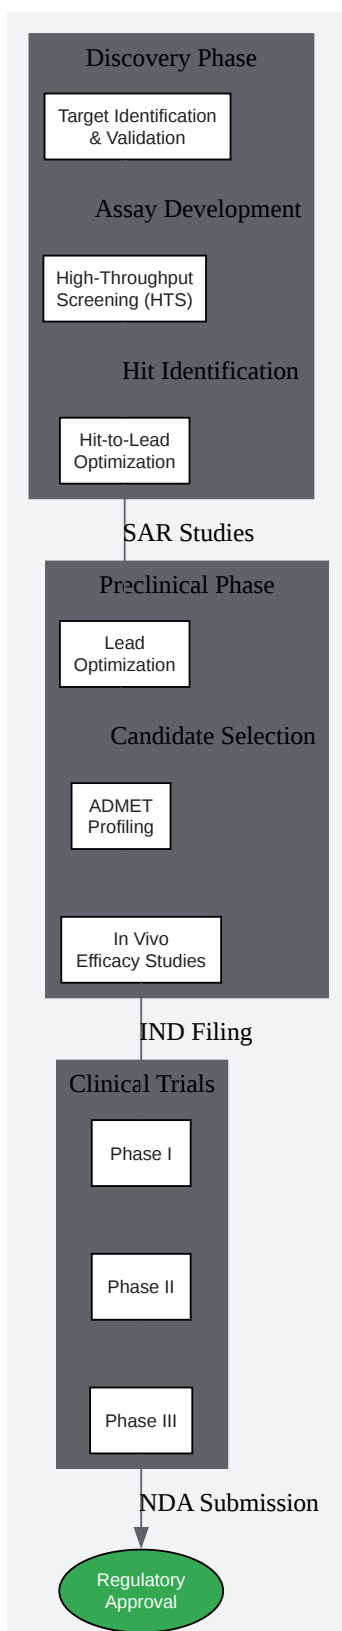 Discovery Phase
Target Identification
& Validation
Assay Development
High-Throughput
Screening (HTS)
Hit Identification
Hit-to-Lead
Optimization
SAR Studies
Preclinical Phase
Lead
Optimization
Candidate Selection
ADMET
Profiling
In Vivo
Efficacy Studies
IND Filing
Clinical Trials
Phase I
Phase II
Phase III
NDA Submission
Regulatory
Approval